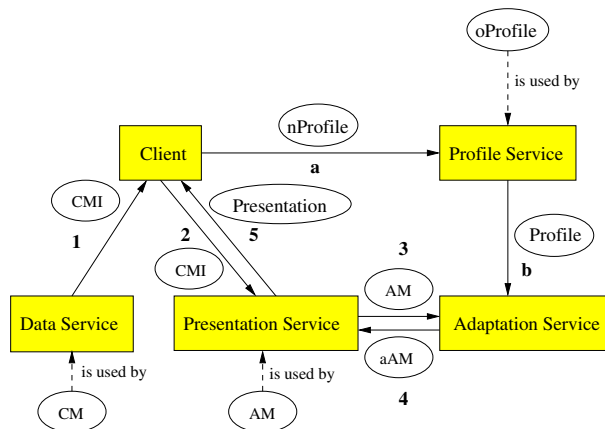 oProfile
is used by
nProfile
Client
Profile Service
a
CMI
Presentation
1
2
5
3
Profile
CMI
b
AM
Data Service
Presentation Service
Adaptation Service
is used by
is used by
aAM
CM
AM
4